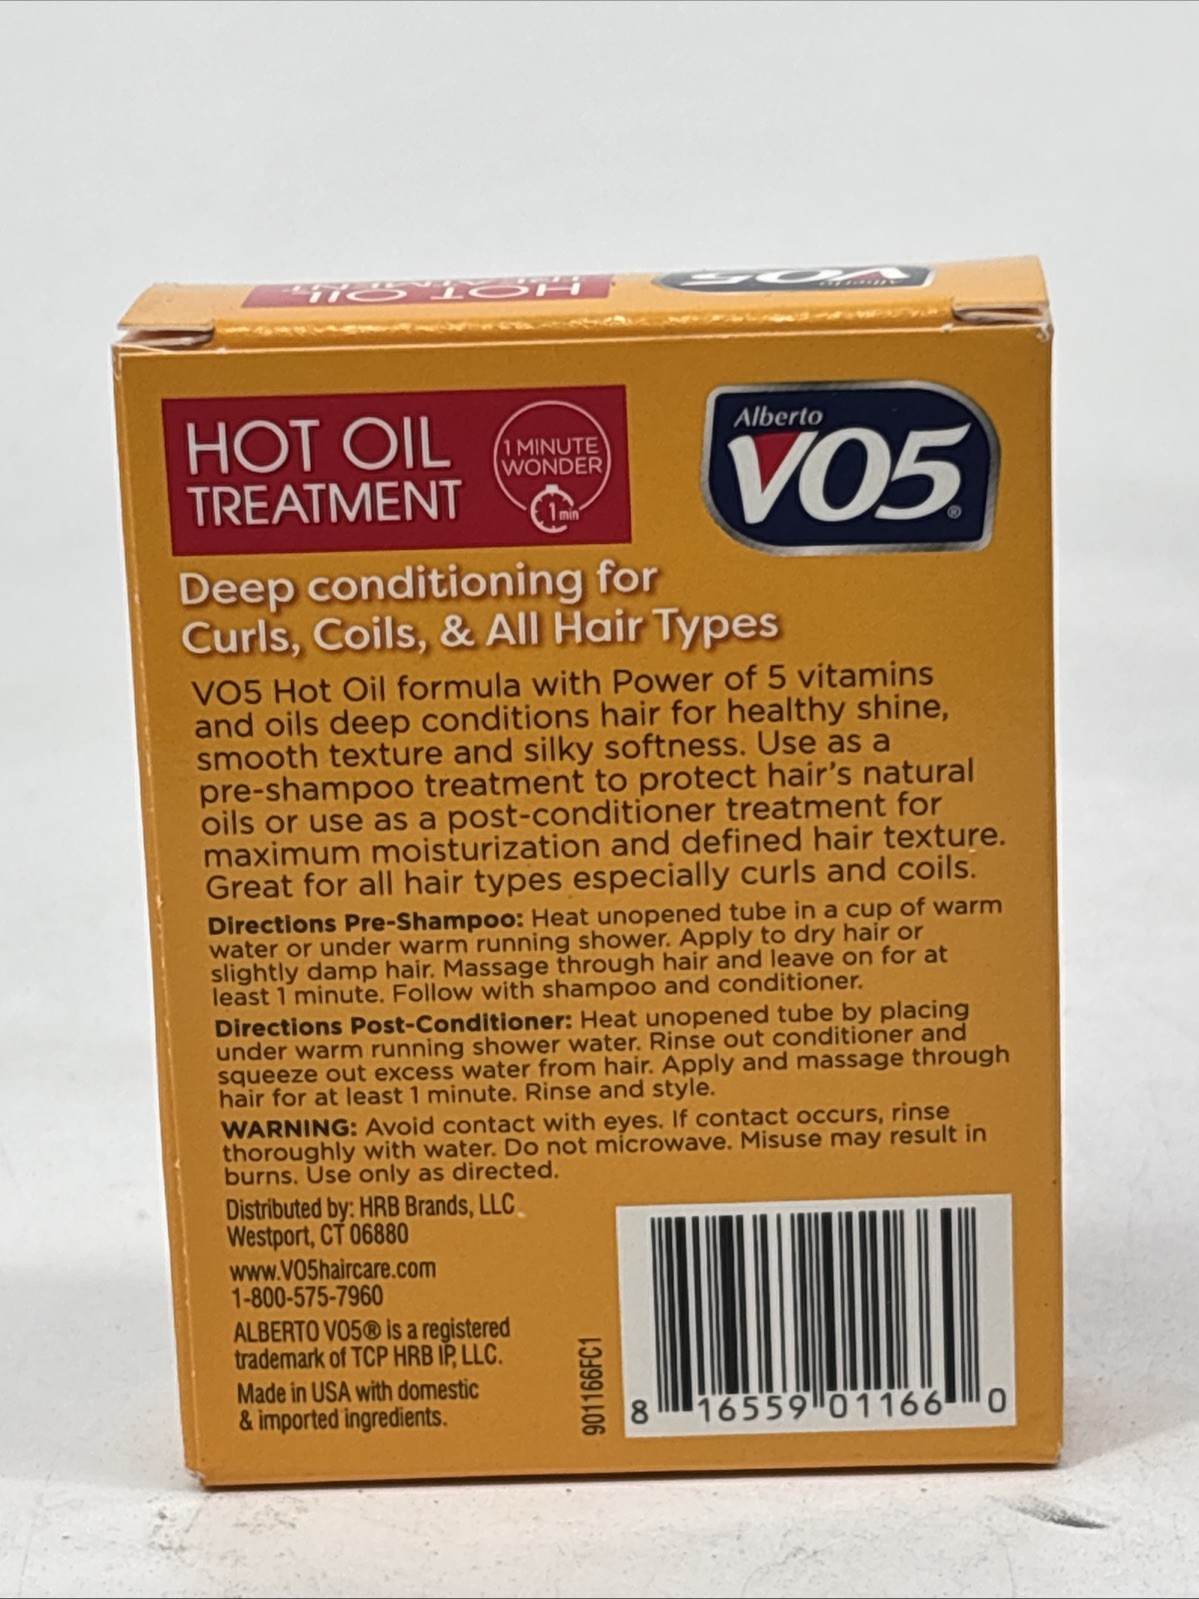 HOT OIL
TREATMENT
Alberto
VO5
HOT OIL
TREATMENT
1 MINUTE
WONDER
1 min
Alberto
VO5®
Deep conditioning for
Curls, Coils, & All Hair Types
VO5 Hot Oil formula with Power of 5 vitamins
and oils deep conditions hair for healthy shine,
smooth texture and silky softness. Use as a
pre-shampoo treatment to protect hair's natural
oils or use as a post-conditioner treatment for
maximum moisturization and defined hair texture.
Great for all hair types especially curls and coils.
Directions Pre-Shampoo: Heat unopened tube in a cup of warm
water or under warm running shower. Apply to dry hair or
slightly damp hair. Massage through hair and leave on for at
least 1 minute. Follow with shampoo and conditioner.
Directions Post-Conditioner: Heat unopened tube by placing
under warm running shower water. Rinse out conditioner and
squeeze out excess water from hair. Apply and massage through
hair for at least 1 minute. Rinse and style.
WARNING: Avoid contact with eyes. If contact occurs, rinse
thoroughly with water. Do not microwave. Misuse may result in
burns. Use only as directed.
Distributed by: HRB Brands, LLC
Westport, CT 06880
www.VO5haircare.com
1-800-575-7960
ALBERTO VO5® is a registered
trademark of TCP HRB IP, LLC.
Made in USA with domestic
& imported ingredients.
901166FC1
8 16559 01166 0